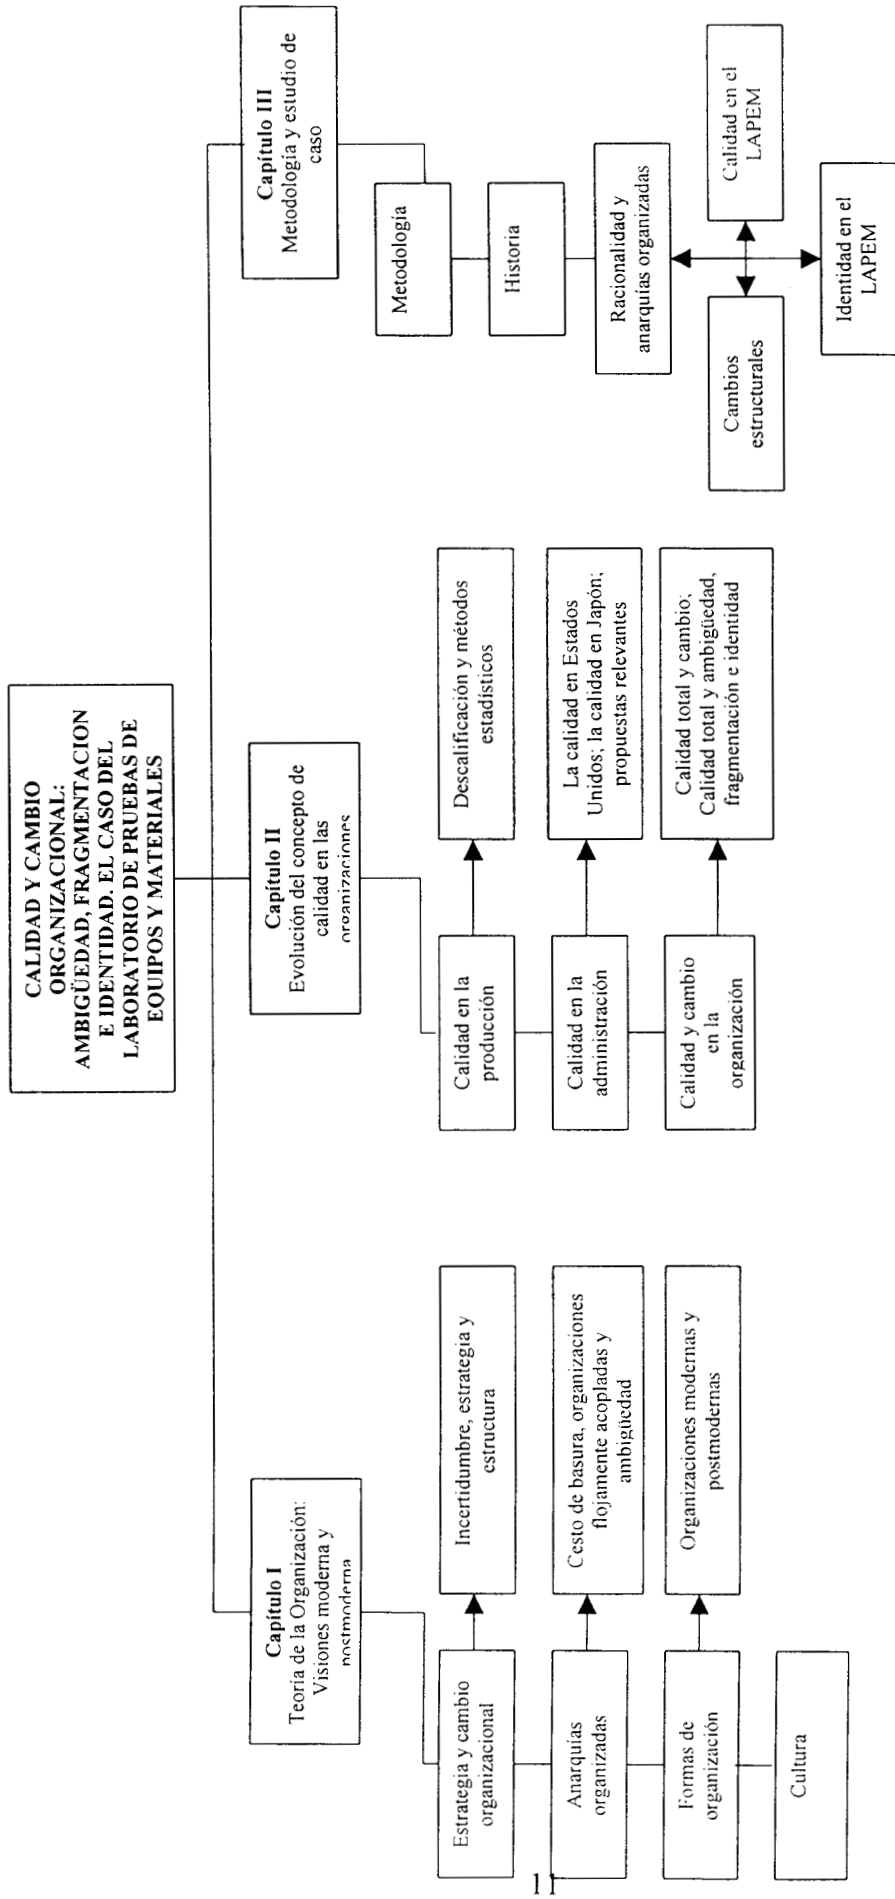 CALIDAD Y CAMBIO
ORGANIZACIONAL:
AMBIGÜEDAD, FRAGMENTACION
E IDENTIDAD. EL CASO DEL
LABORATORIO DE PRUEBAS DE
EQUIPOS Y MATERIALES
Capítulo I
Teoría de la Organización:
Visiones moderna y
postmoderna
Estrategia y cambio
organizacional
Incertidumbre, estrategia y
estructura
Anarquías
organizadas
Cesto de basura, organizaciones
flojamente acopladas y
ambigüedad
Formas de
organización
Organizaciones modernas y
postmodernas
Cultura
Capítulo II
Evolución del concepto de
calidad en las
organizaciones
Calidad en la
producción
Descalificación y métodos
estadísticos
Calidad en la
administración
La calidad en Estados
Unidos; la calidad en Japón;
propuestas relevantes
Calidad y cambio
en la
organización
Calidad total y cambio;
Calidad total y ambigüedad,
fragmentación e identidad
Capítulo III
Metodología y estudio de
caso
Metodología
Historia
Racionalidad y
anarquías organizadas
Cambios
estructurales
Calidad en el
LAPEM
Identidad en el
LAPEM
11